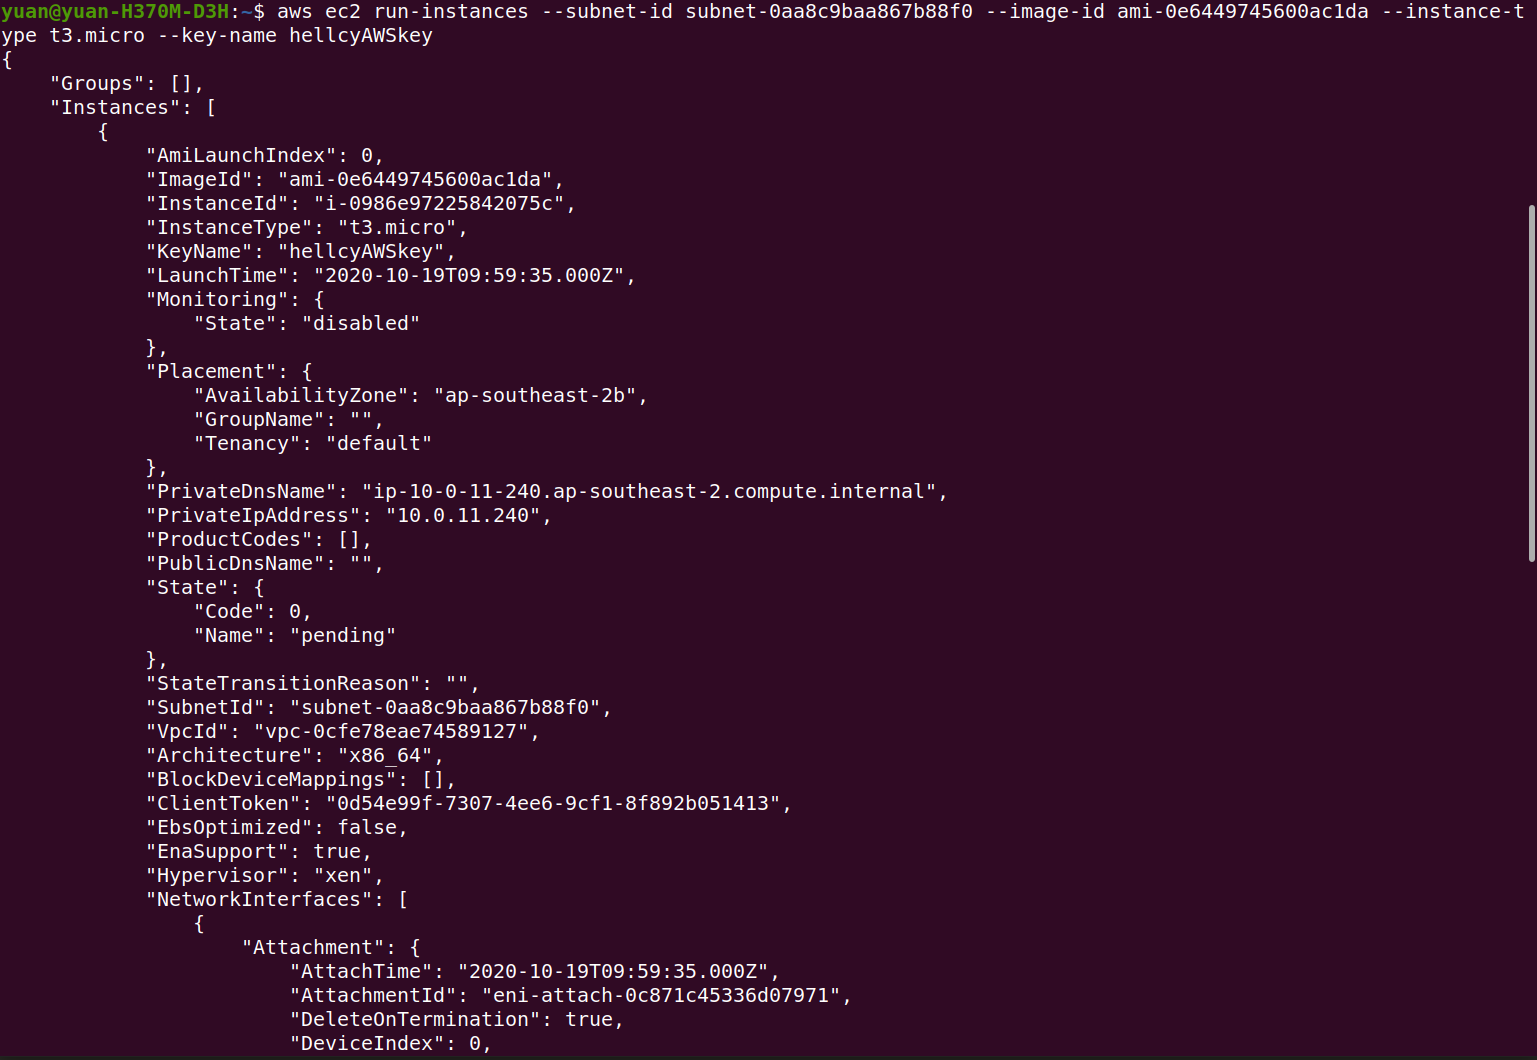 yuan@yuan-H370M-D3H:~$ aws ec2 run-instances --subnet-id subnet-0aa8c9baa867b88f0 --image-id ami-0e6449745600ac1da --instance-t
ype t3.micro --key-name hellcyAWSkey
{
    "Groups": [],
    "Instances": [
        {
            "AmiLaunchIndex": 0,
            "ImageId": "ami-0e6449745600ac1da",
            "InstanceId": "i-0986e97225842075c",
            "InstanceType": "t3.micro",
            "KeyName": "hellcyAWSkey",
            "LaunchTime": "2020-10-19T09:59:35.000Z",
            "Monitoring": {
                "State": "disabled"
            },
            "Placement": {
                "AvailabilityZone": "ap-southeast-2b",
                "GroupName": "",
                "Tenancy": "default"
            },
            "PrivateDnsName": "ip-10-0-11-240.ap-southeast-2.compute.internal",
            "PrivateIpAddress": "10.0.11.240",
            "ProductCodes": [],
            "PublicDnsName": "",
            "State": {
                "Code": 0,
                "Name": "pending"
            },
            "StateTransitionReason": "",
            "SubnetId": "subnet-0aa8c9baa867b88f0",
            "VpcId": "vpc-0cfe78eae74589127",
            "Architecture": "x86_64",
            "BlockDeviceMappings": [],
            "ClientToken": "0d54e99f-7307-4ee6-9cf1-8f892b051413",
            "EbsOptimized": false,
            "EnaSupport": true,
            "Hypervisor": "xen",
            "NetworkInterfaces": [
                {
                    "Attachment": {
                        "AttachTime": "2020-10-19T09:59:35.000Z",
                        "AttachmentId": "eni-attach-0c871c45336d07971",
                        "DeleteOnTermination": true,
                        "DeviceIndex": 0,